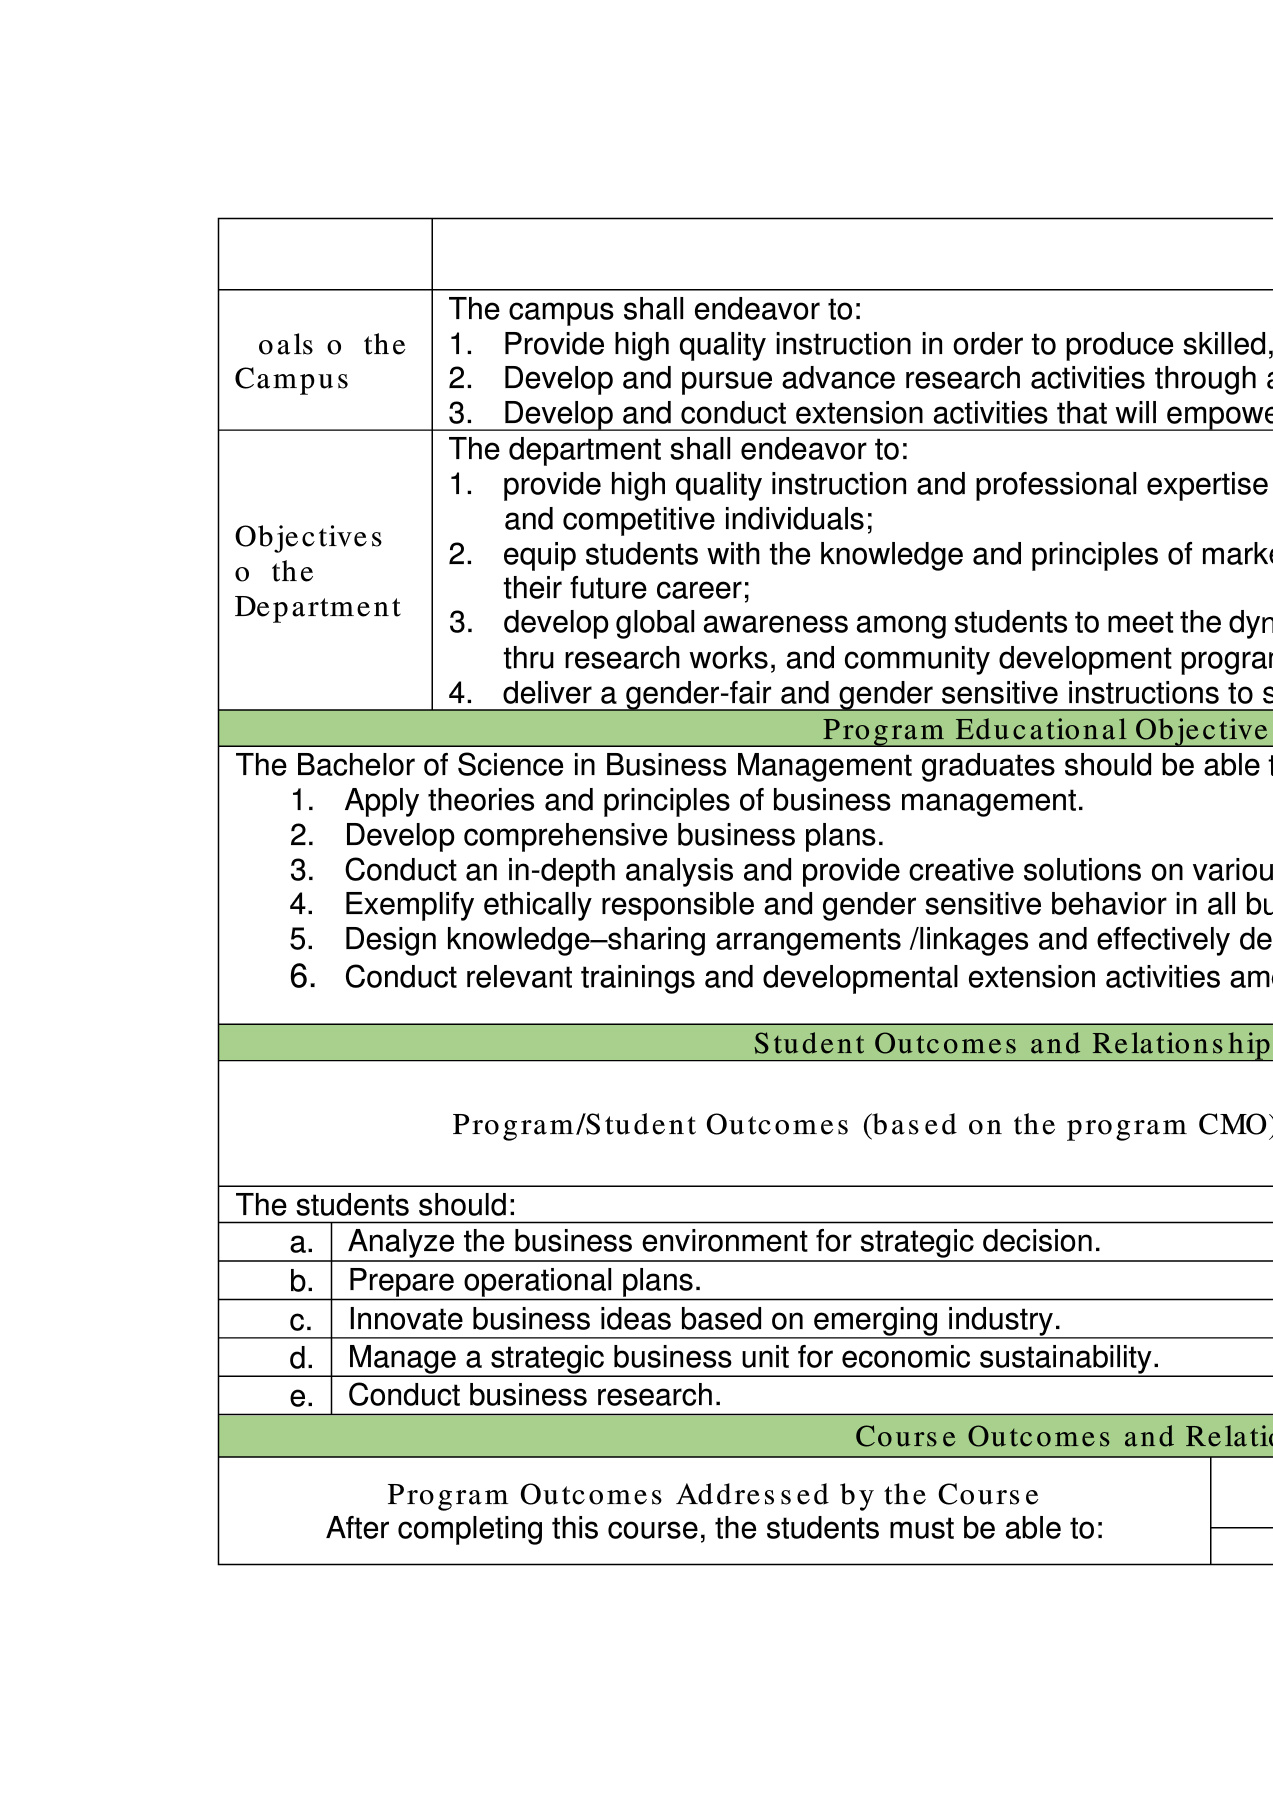 The campus shall endeavor to:
oals o the
Campus
1. Provide high quality instruction in order to produce skilled,
2. Develop and pursue advance research activities through
3. Develop and conduct extension activities that will empowe
The department shall endeavor to:
Objectives
o the
Department
1. provide high quality instruction and professional expertise
and competitive individuals;
2. equip students with the knowledge and principles of marke
their future career;
3. develop global awareness among students to meet the dyn
thru research works, and community development progra
4. deliver a gender-fair and gender sensitive instructions to s
Program Educational Objective
The Bachelor of Science in Business Management graduates should be able t
1. Apply theories and principles of business management.
2. Develop comprehensive business plans.
3. Conduct an in-depth analysis and provide creative solutions on variou
4. Exemplify ethically responsible and gender sensitive behavior in all bu
5. Design knowledge–sharing arrangements /linkages and effectively de
6. Conduct relevant trainings and developmental extension activities am
Student Outcomes and Relationship
Program/Student Outcomes (based on the program CMO)
The students should:
a. Analyze the business environment for strategic decision.
b. Prepare operational plans.
c. Innovate business ideas based on emerging industry.
d. Manage a strategic business unit for economic sustainability.
e. Conduct business research.
Course Outcomes and Relatio
Program Outcomes Addressed by the Course
After completing this course, the students must be able to: